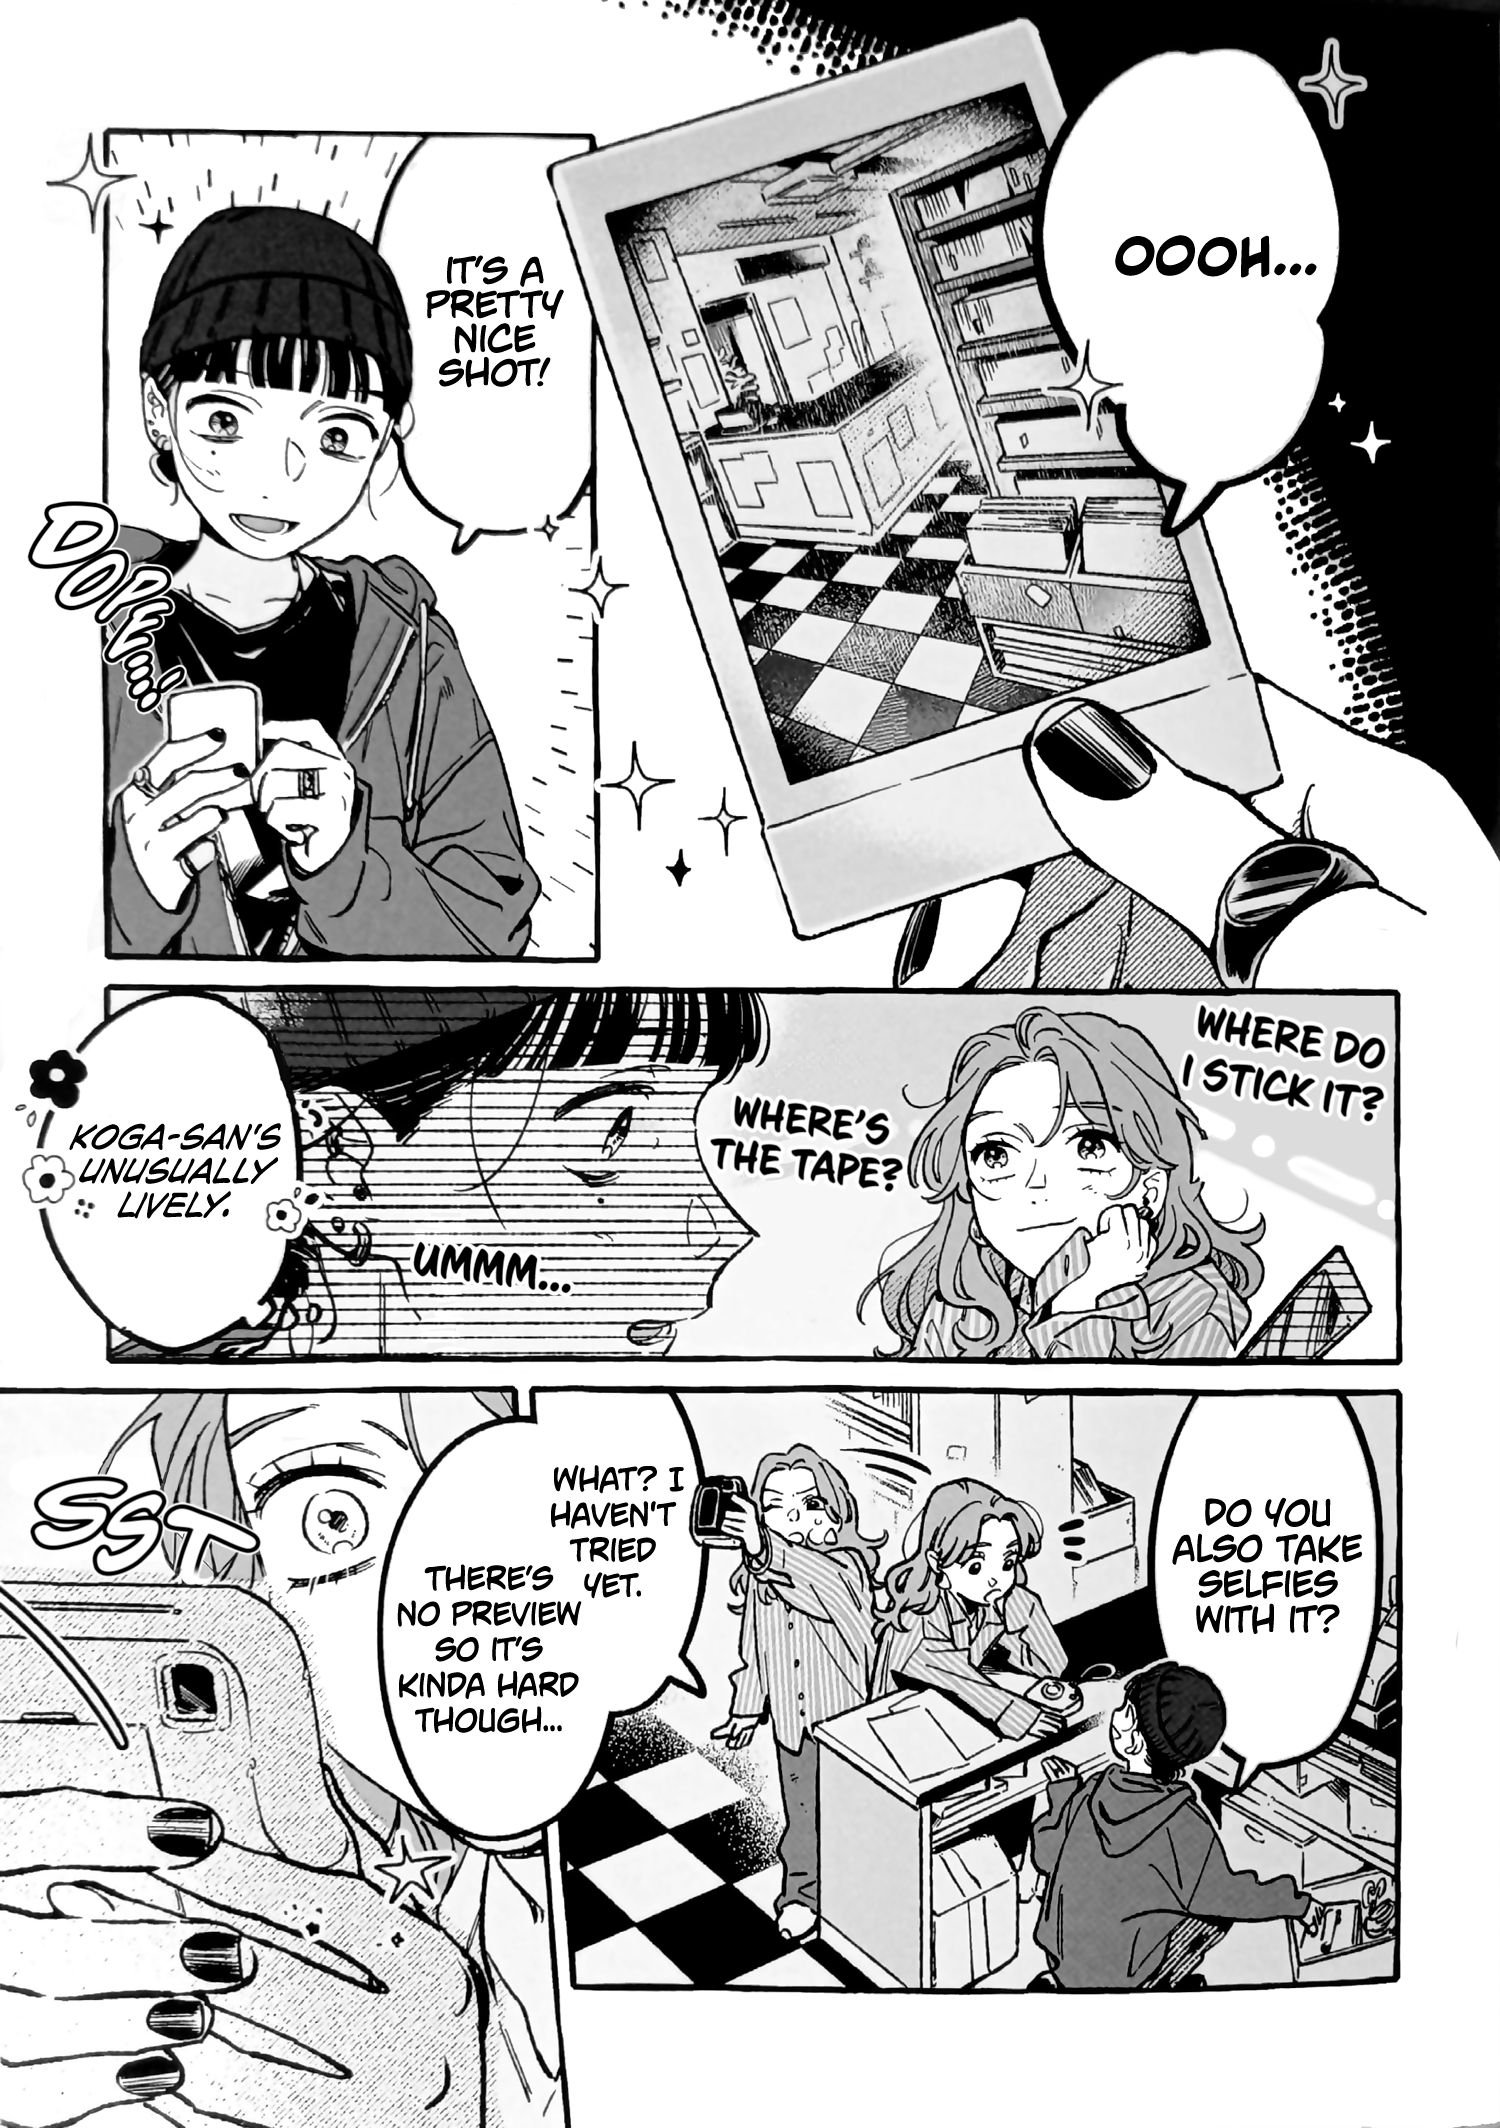 OOOH...
IT'S A
PRETTY
NICE
SHOT!
DOPE...!
WHERE DO
I STICK IT?
WHERE'S
THE TAPE?
UMMM...
KOGA-SAN'S
UNUSUALLY
LIVELY.
DO YOU
ALSO TAKE
SELFIES
WITH IT?
WHAT? I
HAVEN'T
TRIED
YET.
THERE'S
NO PREVIEW
SO IT'S
KINDA HARD
THOUGH...
SST